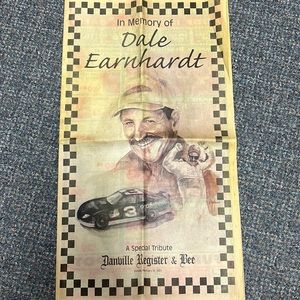 In Memory of
Dale
Earnhardt
3
A Special Tribute
Danville Register & Bee